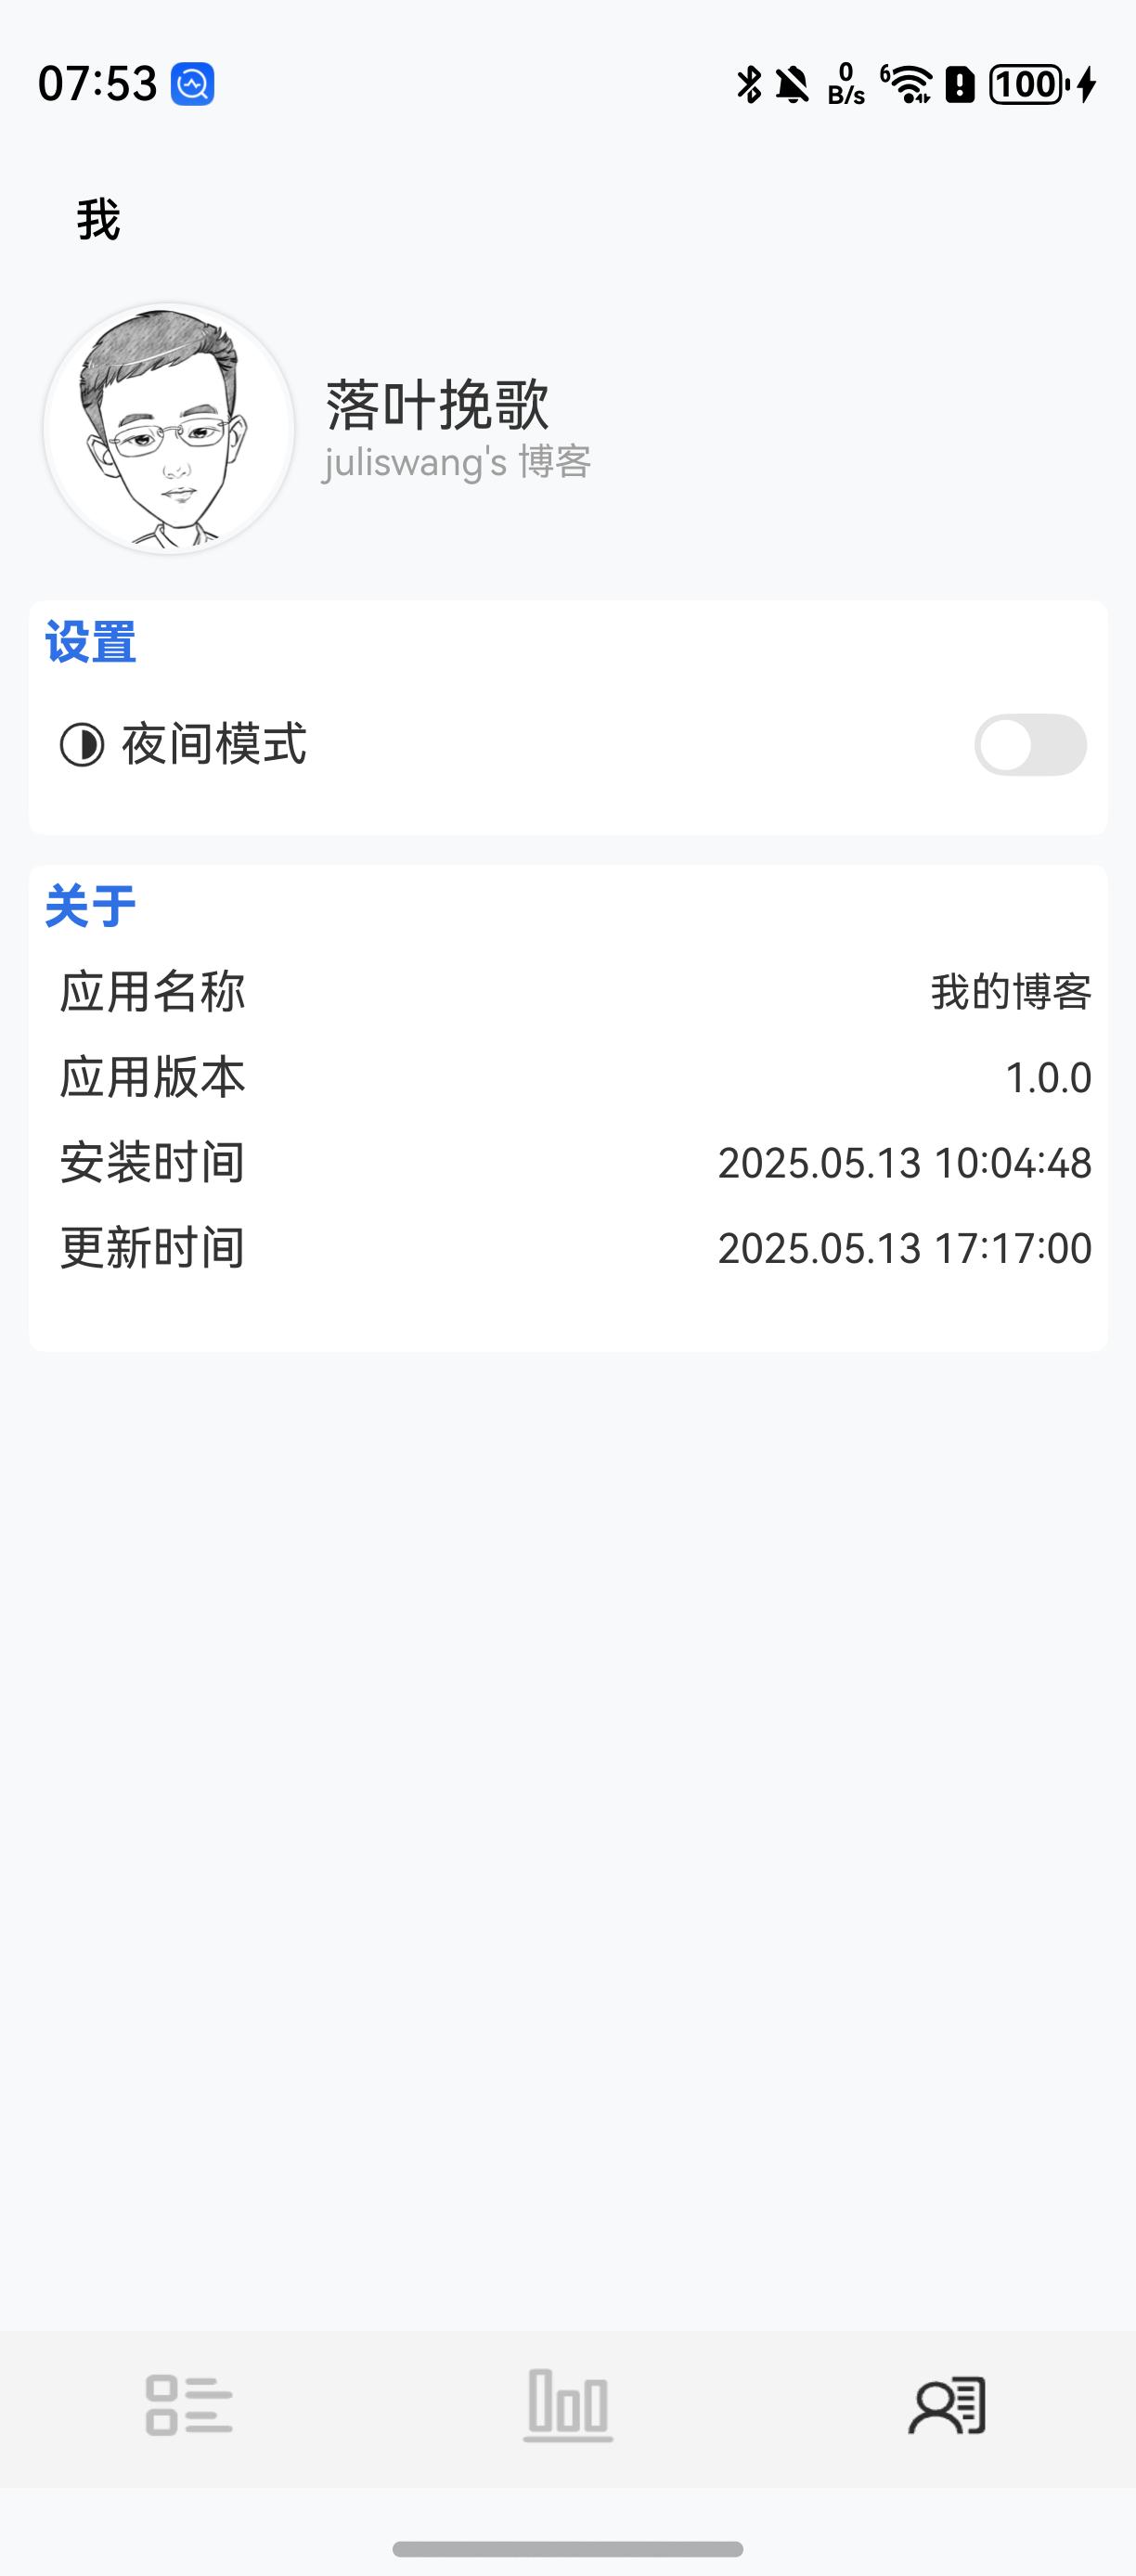 07:53
0 B/s
6
100
我
落叶挽歌
juliswang's 博客
设置
夜间模式
关于
应用名称 我的博客
应用版本 1.0.0
安装时间 2025.05.13 10:04:48
更新时间 2025.05.13 17:17:00